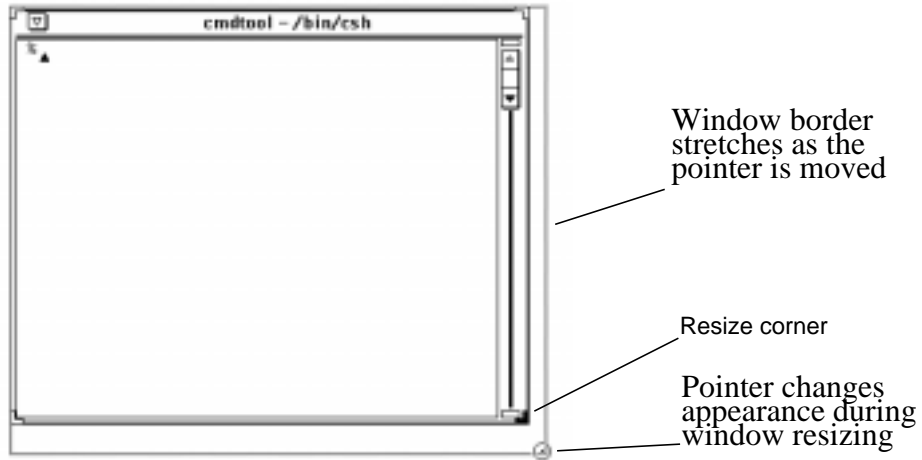 cmdtool - /bin/csh
%
Window border
stretches as the
pointer is moved
Resize corner
Pointer changes
appearance during
window resizing